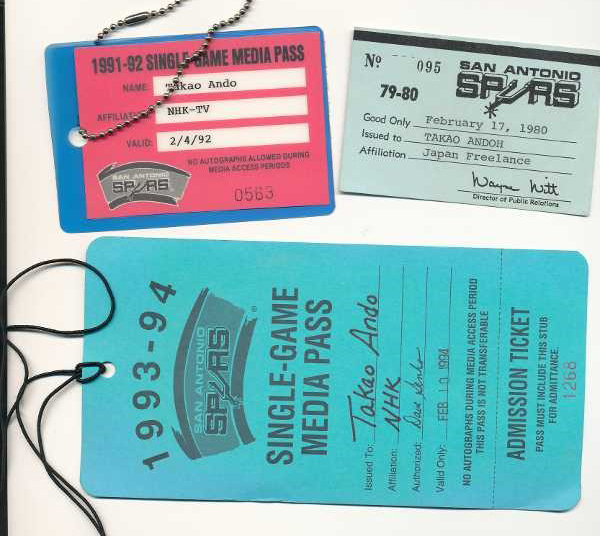 1991-92 SINGLE-GAME MEDIA PASS
NAME Takao Ando
AFFILIAT NHK-TV
VALID: 2/4/92
NO AUTOGRAPHS ALLOWED DURING
MEDIA ACCESS PERIODS
SAN ANTONIO
SPURS
0563
Nº 095
79-80
SAN ANTONIO
SPURS
Good Only February 17, 1980
Issued to TAKAO ANDOH
Affiliation Japan Freelance
Wayne Witt
Director of Public Relations
1993-94
SAN ANTONIO
SPURS
®
SINGLE-GAME
MEDIA PASS
Issued To: Takao Ando
Affiliation: NHK
Authorized:
Valid Only: FEB 1994
NO AUTOGRAPHS DURING MEDIA ACCESS PERIOD
THIS PASS IS NOT TRANSFERABLE
ADMISSION TICKET
PASS MUST INCLUDE THIS STUB
FOR ADMITTANCE
1268